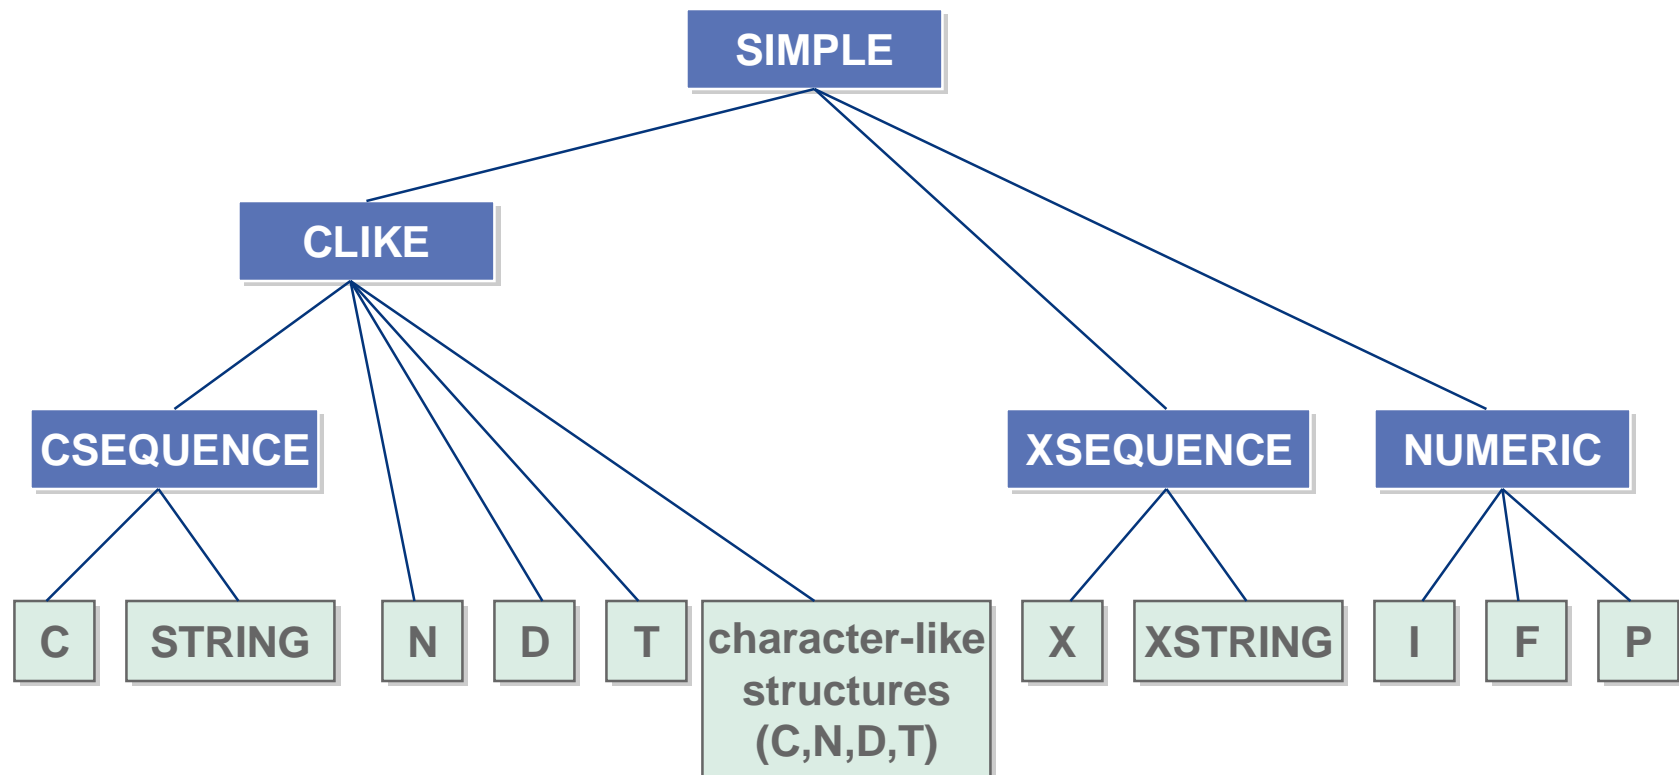 SIMPLE
CLIKE
CSEQUENCE
XSEQUENCE
NUMERIC
C
STRING
N
D
T
character-like
structures
(C,N,D,T)
X
XSTRING
I
F
P